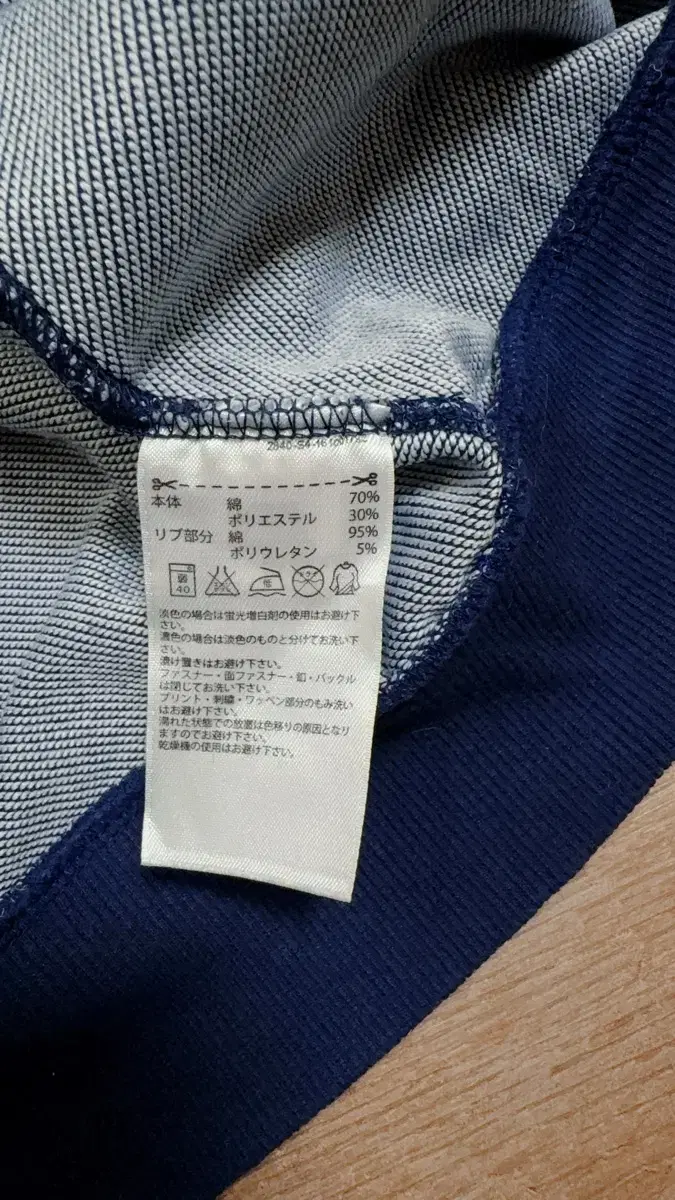 2940-S4-16
本体 綿 70%
ポリエステル 30%
リブ部分 綿 95%
ポリウレタン 5%
40
淡色の場合は蛍光増白剤の使用はお避け下
さい。
濃色の場合は淡色のものと分けてお洗い下
さい。
漬け置きはお避け下さい。
ファスナー・面ファスナー・釦・バックル
は閉じてお洗い下さい。
プリント・刺繍・ワッペン部分のもみ洗い
はお避け下さい。
濡れた状態での放置は色移りの原因となり
ますのでお避け下さい。
乾燥機の使用はお避け下さい。